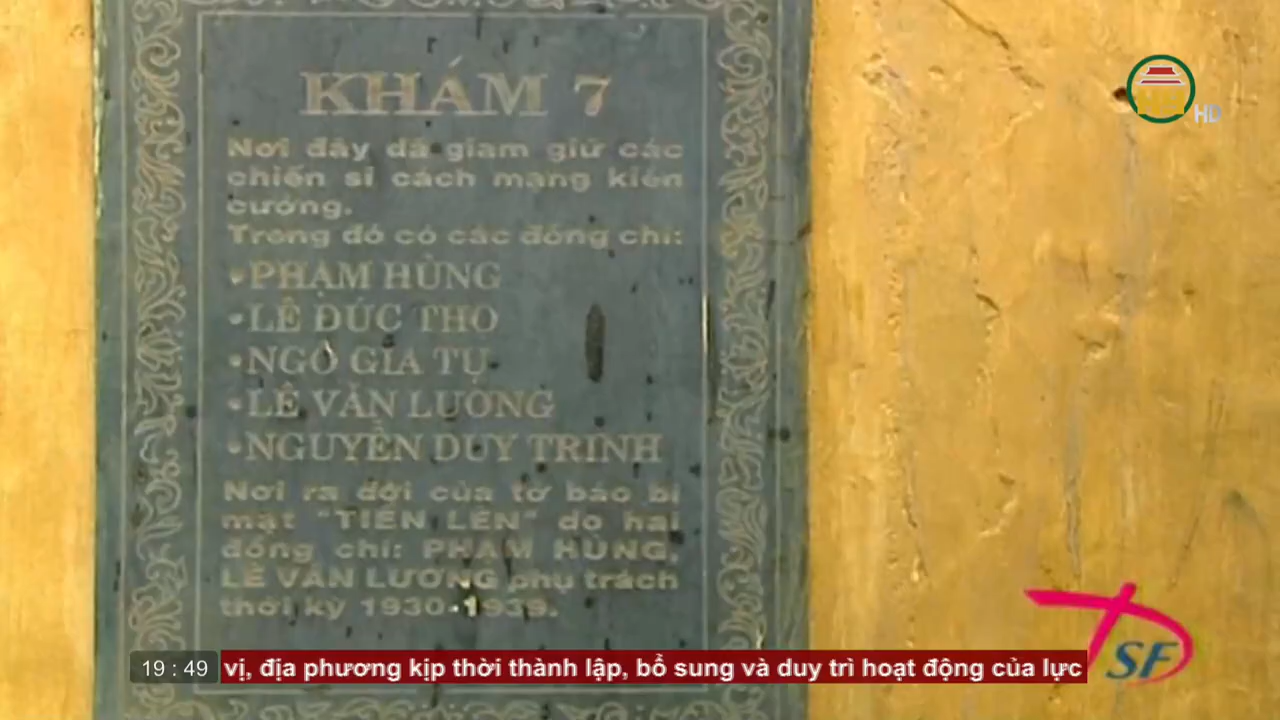 KHÁM 7
HD
Nơi đây đã giam giữ các
chiến sĩ cách mạng kiên
cường.
Trong đó có các đồng chí:
•PHẠM HÙNG
•LÊ ĐỨC THỌ
•NGÔ GIA TỰ
•LÊ VĂN LƯƠNG
•NGUYỄN DUY TRINH
Nơi ra đời của tờ báo bí
mật "TIẾN LÊN" do hai
đồng chí: PHẠM HÙNG,
LÊ VĂN LƯƠNG phụ trách
thời kỳ 1930-1939.
SF
19:49 vị, địa phương kịp thời thành lập, bổ sung và duy trì hoạt động của lực